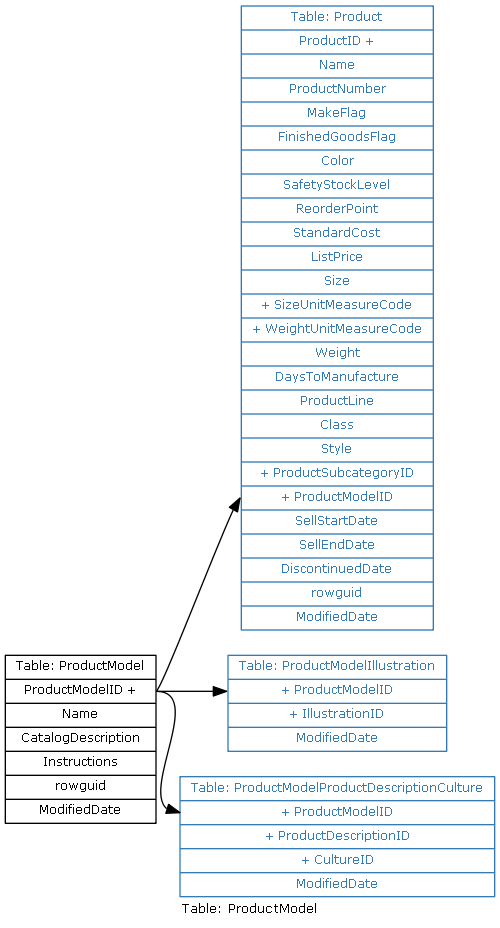 Table: Product
ProductID +
Name
ProductNumber
MakeFlag
FinishedGoodsFlag
Color
SafetyStockLevel
ReorderPoint
StandardCost
ListPrice
Size
+ SizeUnitMeasureCode
+ WeightUnitMeasureCode
Weight
DaysToManufacture
ProductLine
Class
Style
+ ProductSubcategoryID
+ ProductModelID
SellStartDate
SellEndDate
DiscontinuedDate
rowguid
ModifiedDate
Table: ProductModel
ProductModelID +
Name
CatalogDescription
Instructions
rowguid
ModifiedDate
Table: ProductModelIllustration
+ ProductModelID
+ IllustrationID
ModifiedDate
Table: ProductModelProductDescriptionCulture
+ ProductModelID
+ ProductDescriptionID
+ CultureID
ModifiedDate
Table: ProductModel